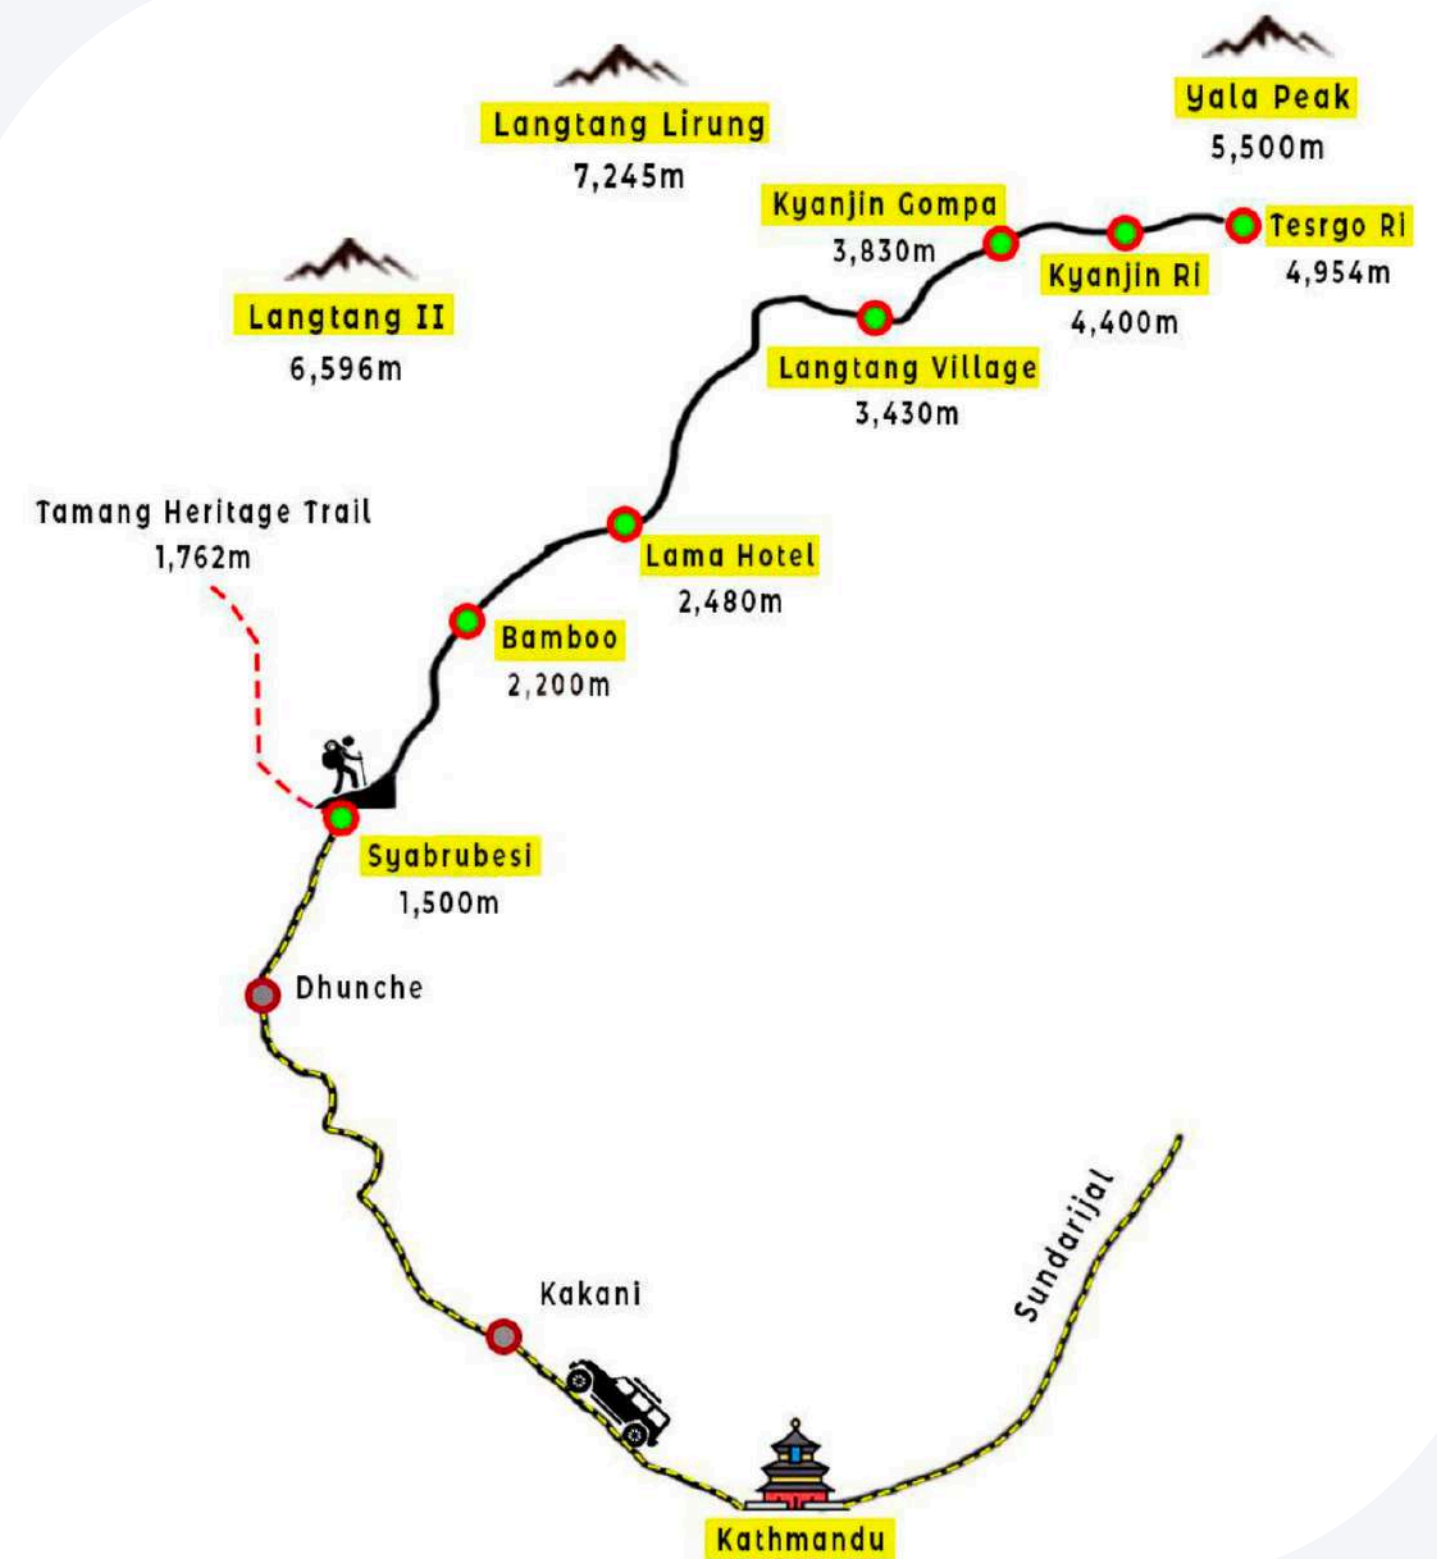 Yala Peak
5,500m
Langtang Lirung
7,245m
Kyanjin Gompa
3,830m
Tesrgo Ri
4,954m
Kyanjin Ri
4,400m
Langtang II
6,596m
Langtang Village
3,430m
Tamang Heritage Trail
1,762m
Lama Hotel
2,480m
Bamboo
2,200m
Syabrubesi
1,500m
Dhunche
Sundarijal
Kakani
Kathmandu